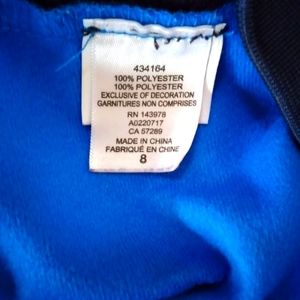 434164
100% POLYESTER
100% POLYESTER
EXCLUSIVE OF DECORATION
GARNITURES NON COMPRISES
RN 143978
A0220717
CA 57289
MADE IN CHINA
FABRIQUÉ EN CHINE
8